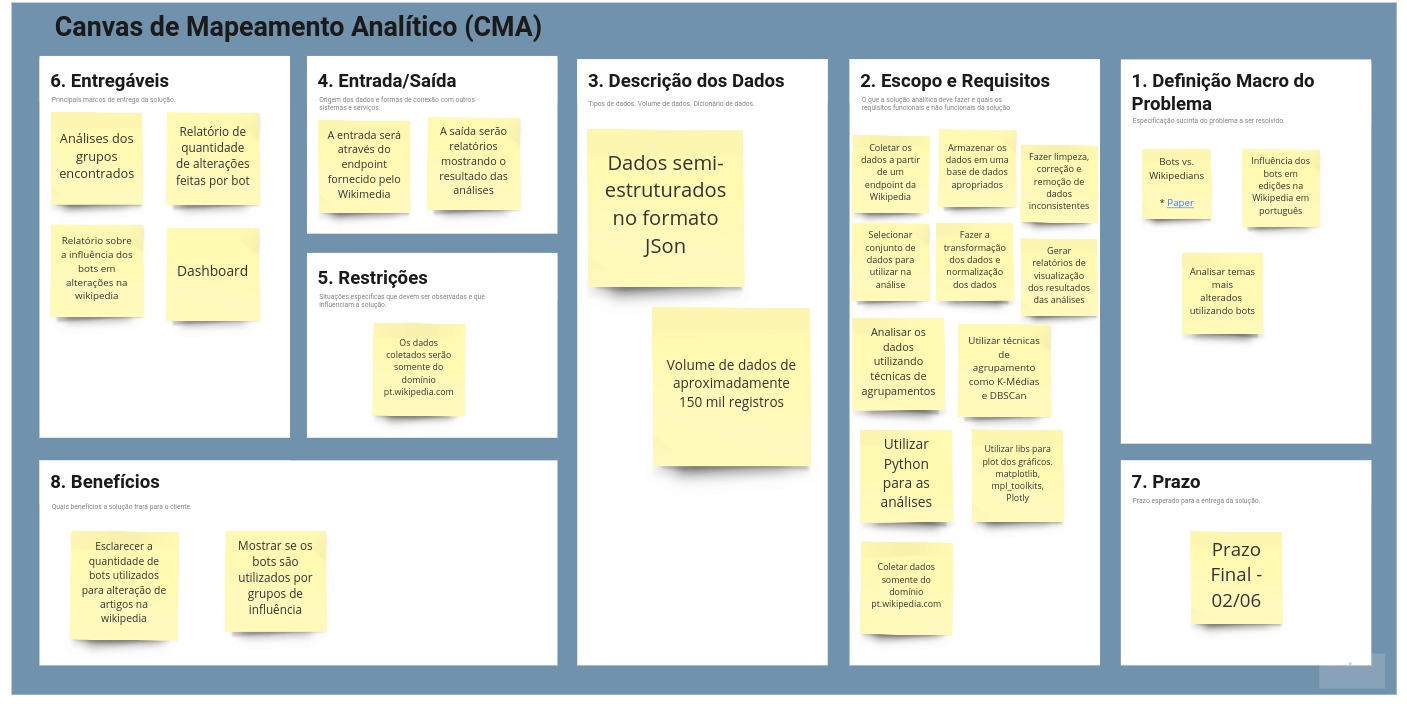 Canvas de Mapeamento Analítico (CMA)
6. Entregáveis
Principais marcos de entrega da solução.
Análises dos
grupos
encontrados
Relatório de
quantidade
de alterações
feitas por bot
Relatório sobre
a influência dos
bots em
alterações na
wikipedia
Dashboard
4. Entrada/Saída
Origem dos dados e formas de conexão com outros
sistemas e serviços.
A entrada será
através do
endpoint
fornecido pelo
Wikimedia
A saída serão
relatórios
mostrando o
resultado das
análises
5. Restrições
Situações específicas que devem ser observadas e que
influenciam a solução.
Os dados
coletados serão
somente do
domínio
pt.wikipedia.com
3. Descrição dos Dados
Tipos de dados. Volume de dados. Dicionário de dados.
Dados semi-
estruturados
no formato
JSon
Volume de dados de
aproximadamente
150 mil registros
2. Escopo e Requisitos
O que a solução analítica deve fazer e quais os
requisitos funcionais e não funcionais da solução
Coletar os
dados a partir
de um
endpoint da
Wikipedia
Armazenar os
dados em uma
base de dados
apropriados
Fazer limpeza,
correção e
remoção de
dados
inconsistentes
Selecionar
conjunto de
dados para
utilizar na
análise
Fazer a
transformação
dos dados e
normalização
dos dados
Gerar
relatórios de
visualização
dos resultados
das análises
Analisar os
dados
utilizando
técnicas de
agrupamentos
Utilizar técnicas
de
agrupamento
como K-Médias
e DBSCan
Utilizar
Python
para as
análises
Utilizar libs para
plot dos gráficos.
matplotlib,
mpl_toolkits,
Plotly
Coletar dados
somente do
domínio
pt.wikipedia.com
1. Definição Macro do
Problema
Especificação sucinta do problema a ser resolvido.
Bots vs.
Wikipedians
* Paper
Influência dos
bots em
edições na
Wikipedia em
português
Analisar temas
mais
alterados
utilizando bots
8. Benefícios
Quais benefícios a solução trará para o cliente.
Esclarecer a
quantidade de
bots utilizados
para alteração de
artigos na
wikipedia
Mostrar se os
bots são
utilizados por
grupos de
influência
7. Prazo
Prazo esperado para a entrega da solução.
Prazo
Final -
02/06